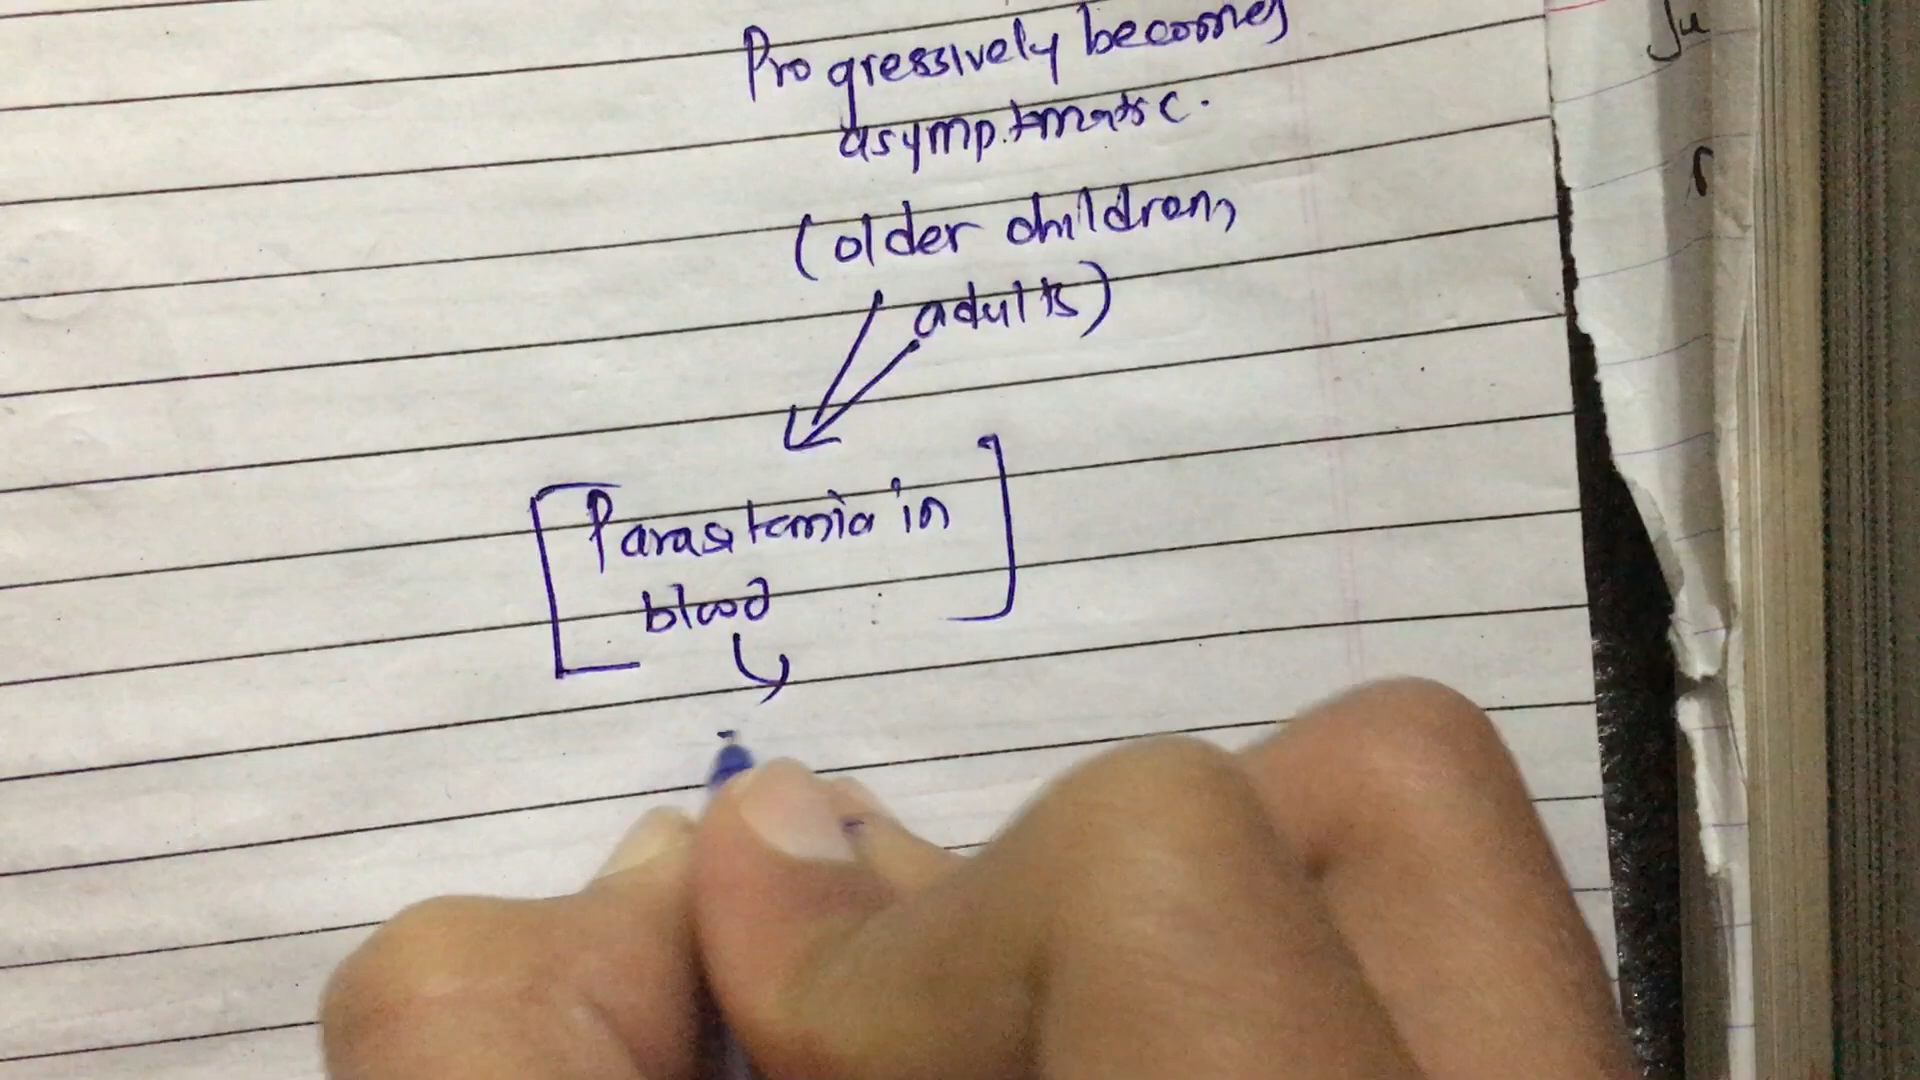 Progressively becomes
asymptomatic.
(older children,
adults)
[Parasitemia in
blood]